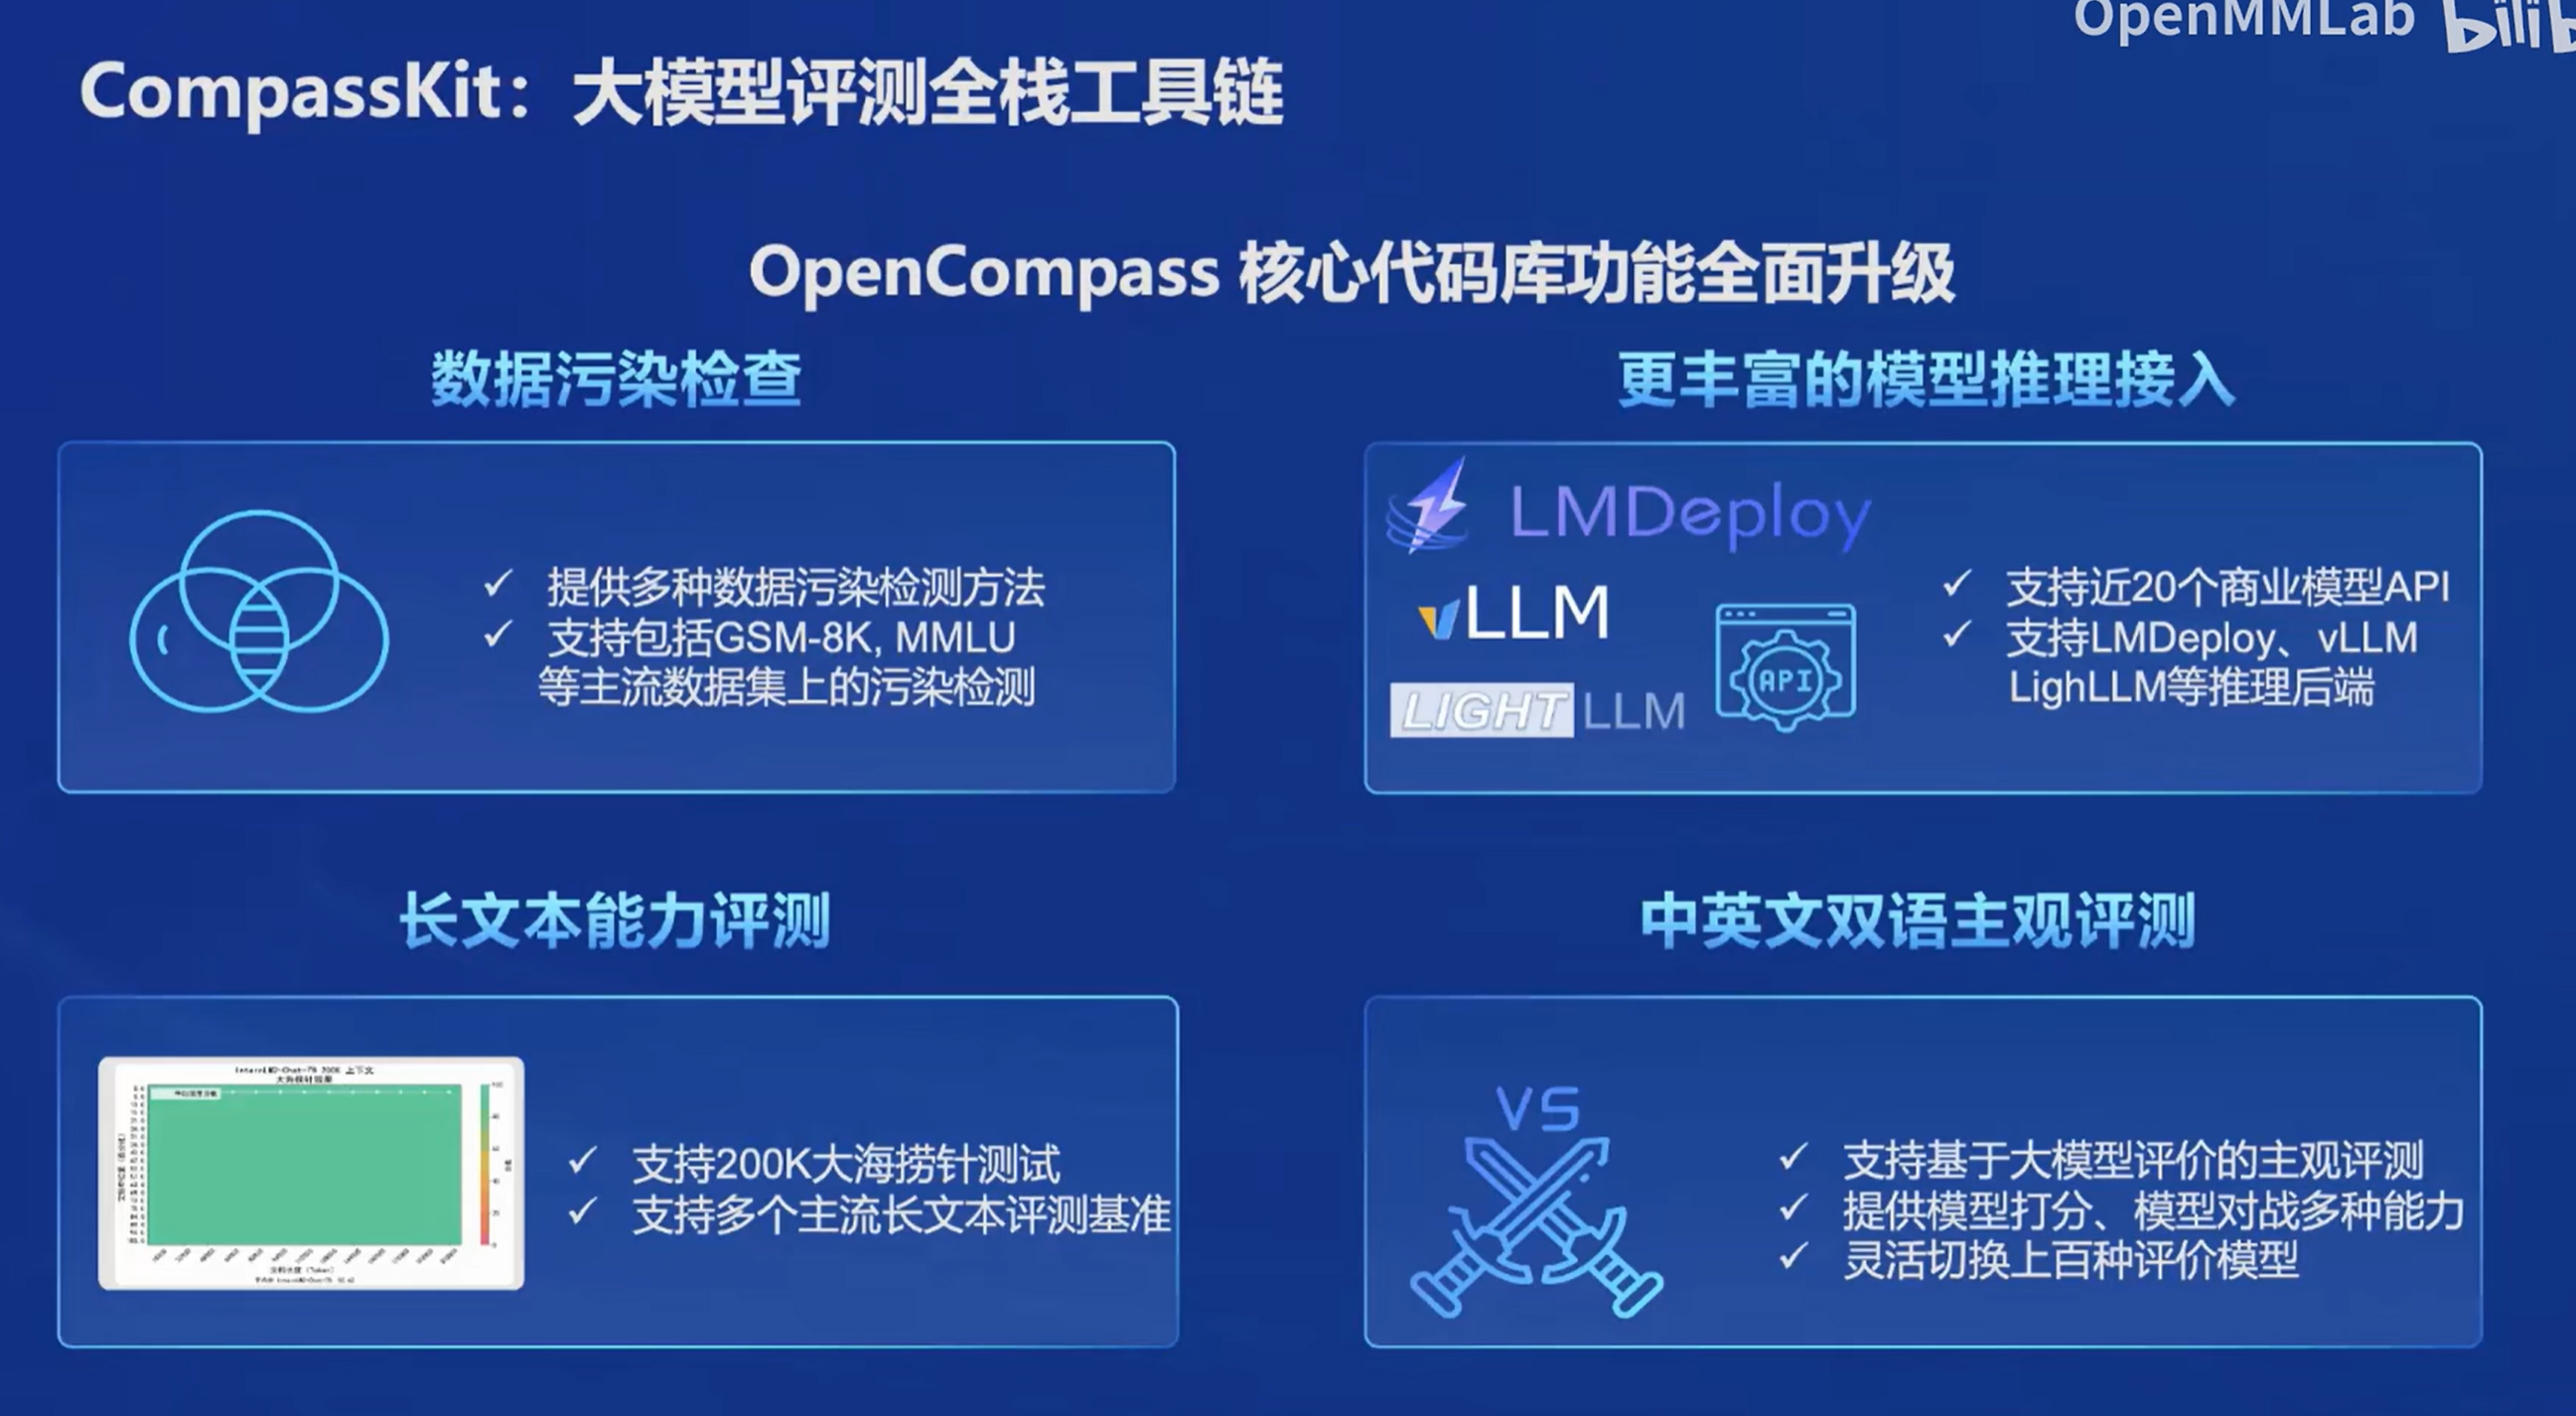 OpenMMLab bilib
CompassKit：大模型评测全栈工具链
OpenCompass 核心代码库功能全面升级
数据污染检查
提供多种数据污染检测方法
支持包括GSM-8K, MMLU
等主流数据集上的污染检测
更丰富的模型推理接入
LMDeploy
vLLM
LIGHT LLM
API
支持近20个商业模型API
支持LMDeploy、vLLM
LighLLM等推理后端
长文本能力评测
InternLM2-Chat-7B 200K 上下文
大海捞针效果
支持200K大海捞针测试
支持多个主流长文本评测基准
中英文双语主观评测
VS
支持基于大模型评价的主观评测
提供模型打分、模型对战多种能力
灵活切换上百种评价模型